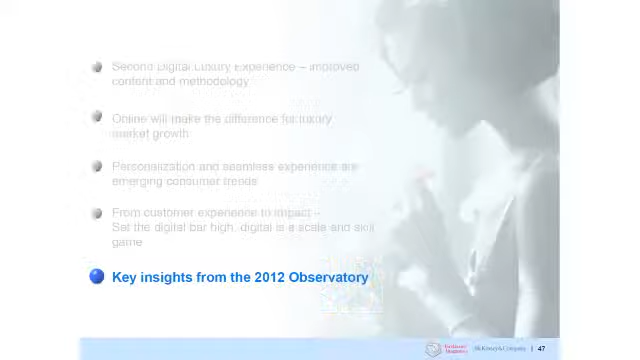 Second Digital Luxury Experience – improved
content and methodology
Online will make the difference for luxury
market growth
Personalization and seamless experience are
emerging consumer trends
From customer experience to impact –
Set the digital bar high, digital is a scale and skill
game
Key insights from the 2012 Observatory
McKinsey&Company | 47